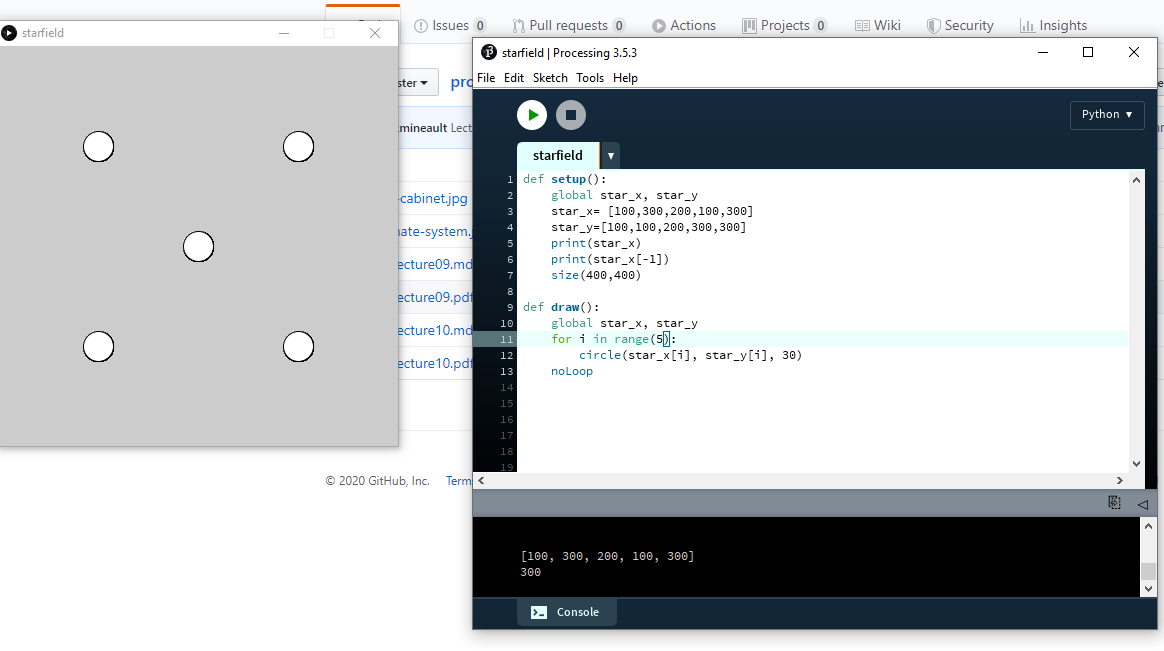 Issues 0 Pull requests 0 Actions Projects 0 Wiki Security Insights
starfield
ster
pro
mineault Lect
-cabinet.jpg
nate-system.j
ecture09.md
ecture09.pdf
ecture10.md
ecture10.pdf
© 2020 GitHub, Inc. Terms
starfield | Processing 3.5.3
File Edit Sketch Tools Help
Python ▼
starfield ▼
1 def setup():
2     global star_x, star_y
3     star_x= [100,300,200,100,300]
4     star_y=[100,100,200,300,300]
5     print(star_x)
6     print(star_x[-1])
7     size(400,400)
8
9 def draw():
10     global star_x, star_y
11     for i in range(5):
12         circle(star_x[i], star_y[i], 30)
13     noLoop
14
15
16
17
18
19
[100, 300, 200, 100, 300]
300
Console